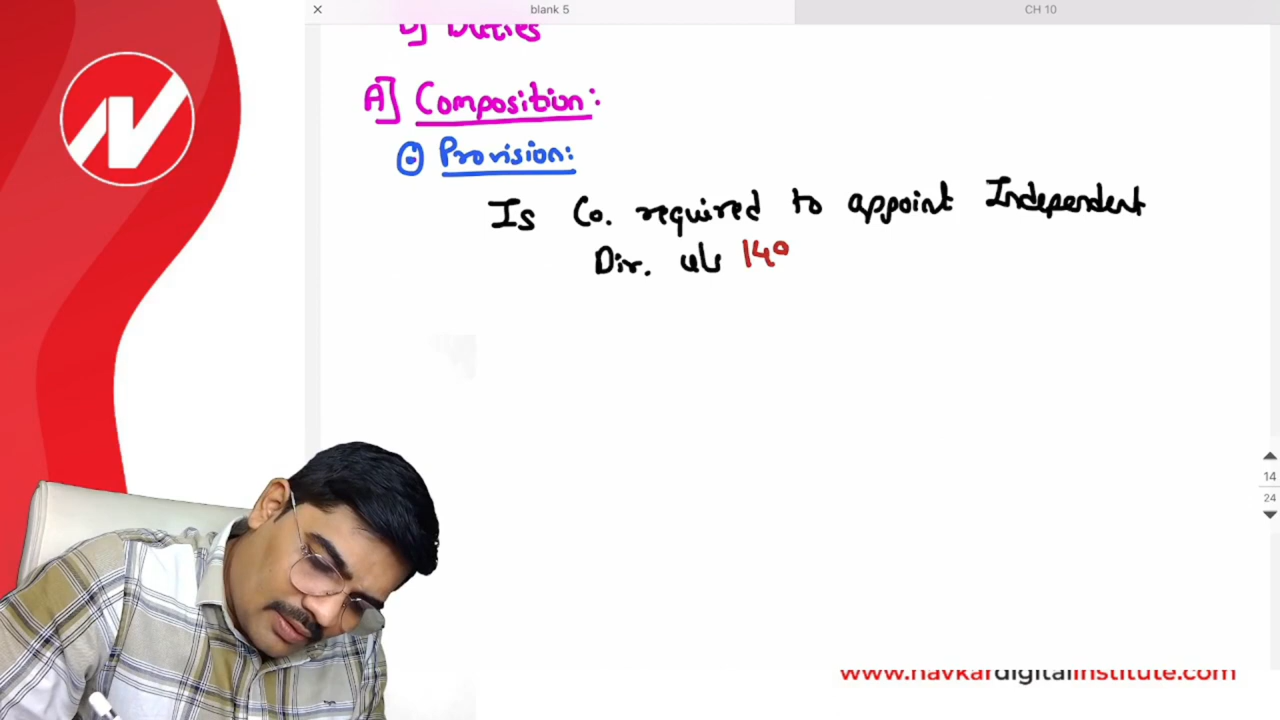 blank 5
CH 10
D] Duties
A] Composition:
Provision:
Is Co. required to appoint Independent
Dir. u/s 149
14
24
www.navkardigitalinstitute.com